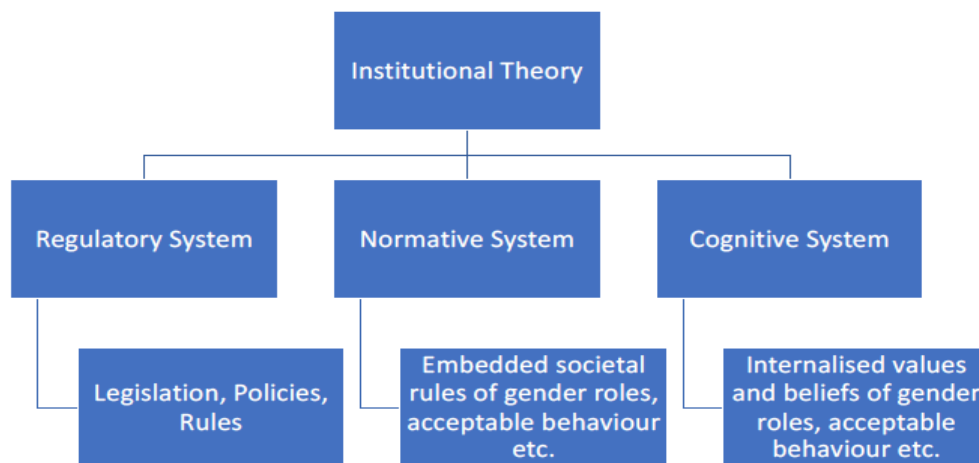 Institutional Theory
Regulatory System
Normative System
Cognitive System
Legislation, Policies,
Rules
Embedded societal
rules of gender roles,
acceptable behaviour
etc.
Internalised values
and beliefs of gender
roles, acceptable
behaviour etc.